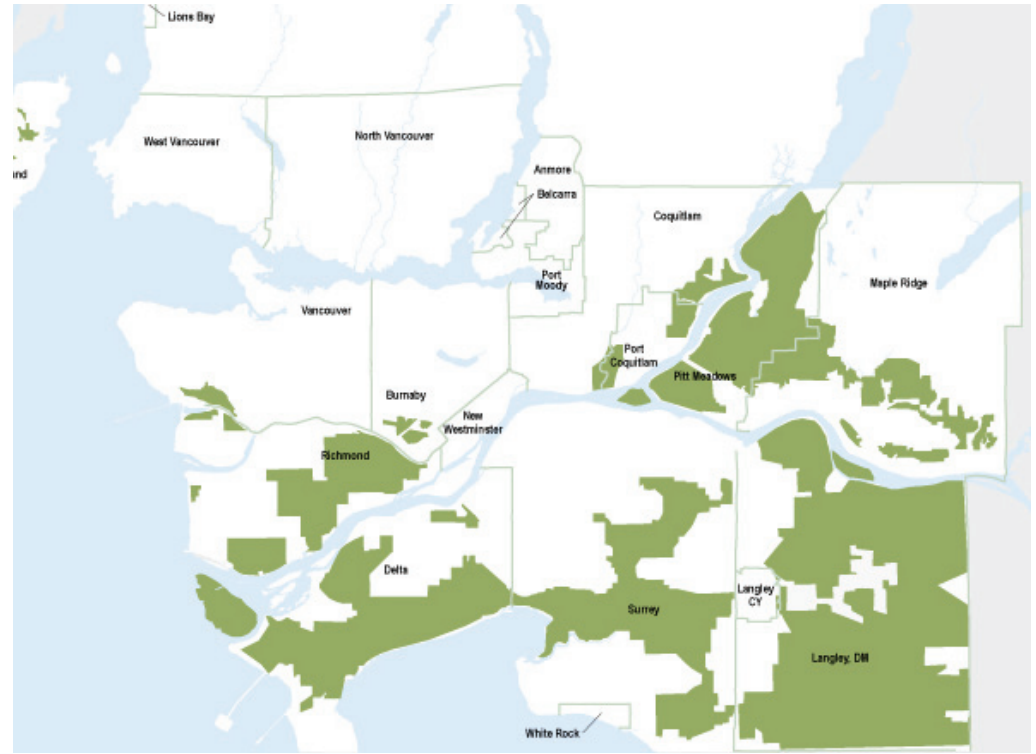 Lions Bay
West Vancouver
North Vancouver
Anmore
Belcarra
Coquitlam
Port
Moody
Maple Ridge
Vancouver
Port
Coquitlam
Pitt Meadows
Burnaby
New
Westminster
Richmond
Delta
Langley
CY
Surrey
Langley, DM
White Rock